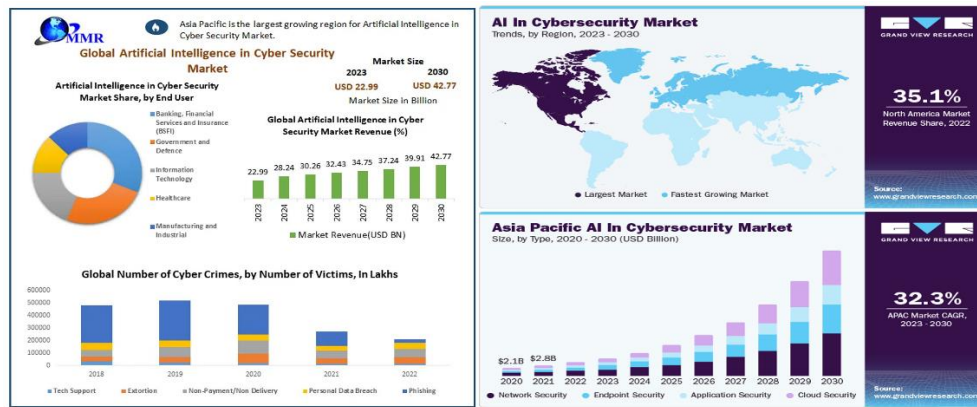 MMR
Asia Pacific is the largest growing region for Artificial Intelligence in
Cyber Security Market.
Global Artificial Intelligence in Cyber Security
Market
Artificial Intelligence in Cyber Security
Market Share, by End User
Banking, Financial
Services and Insurance
(BSFI)
Government and
Defence
Information
Technology
Healthcare
Manufacturing and
Industrial
Market Size
2023 2030
USD 22.99 USD 42.77
Market Size in Billion
Global Artificial Intelligence in Cyber
Security Market Revenue (%)
22.99 28.24 30.26 32.43 34.75 37.24 39.91 42.77
2023 2024 2025 2026 2027 2028 2029 2030
Market Revenue(USD BN)
Global Number of Cyber Crimes, by Number of Victims, In Lakhs
600000
500000
400000
300000
200000
100000
0
2018 2019 2020 2021 2022
Tech Support Extortion Non-Payment/Non Delivery Personal Data Breach Phishing
AI In Cybersecurity Market
Trends, by Region, 2023 - 2030
Largest Market Fastest Growing Market
GRAND VIEW RESEARCH
35.1%
North America Market
Revenue Share, 2022
Source:
www.grandviewresearch.com
Asia Pacific AI In Cybersecurity Market
Size, by Type, 2020 - 2030 (USD Billion)
$2.1B $2.8B
2020 2021 2022 2023 2024 2025 2026 2027 2028 2029 2030
Network Security Endpoint Security Application Security Cloud Security
GRAND VIEW RESEARCH
32.3%
APAC Market CAGR,
2023 - 2030
Source:
www.grandviewresearch.com